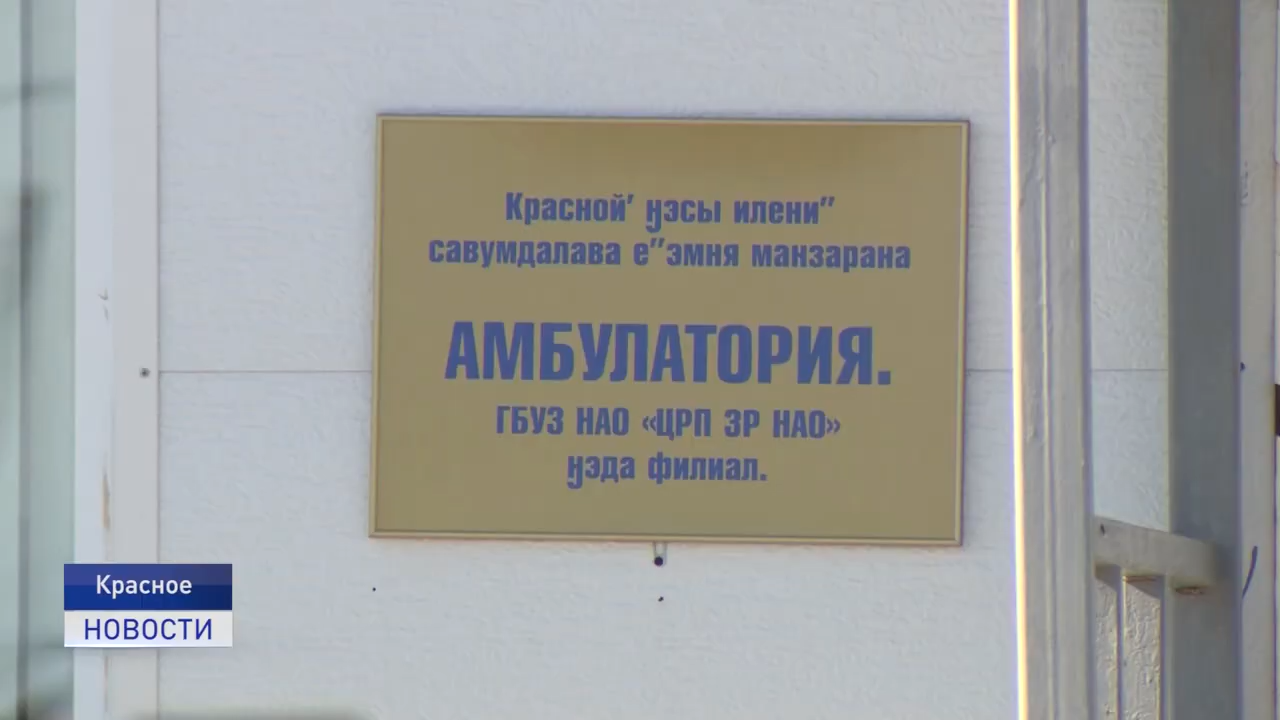 Красной’ ӈэсы илени”
савумдалава е”эмня манзарана
АМБУЛАТОРИЯ.
ГБУЗ НАО «ЦРП ЗР НАО»
ӈэда филиал.
Красное
НОВОСТИ